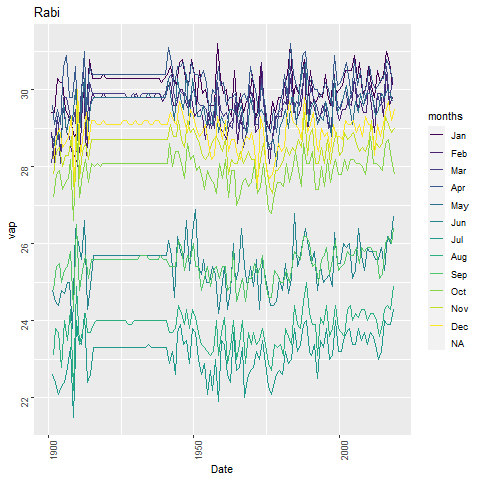 Rabi
vap
30
28
26
24
22
1900
1950
2000
Date
months
Jan
Feb
Mar
Apr
May
Jun
Jul
Aug
Sep
Oct
Nov
Dec
NA